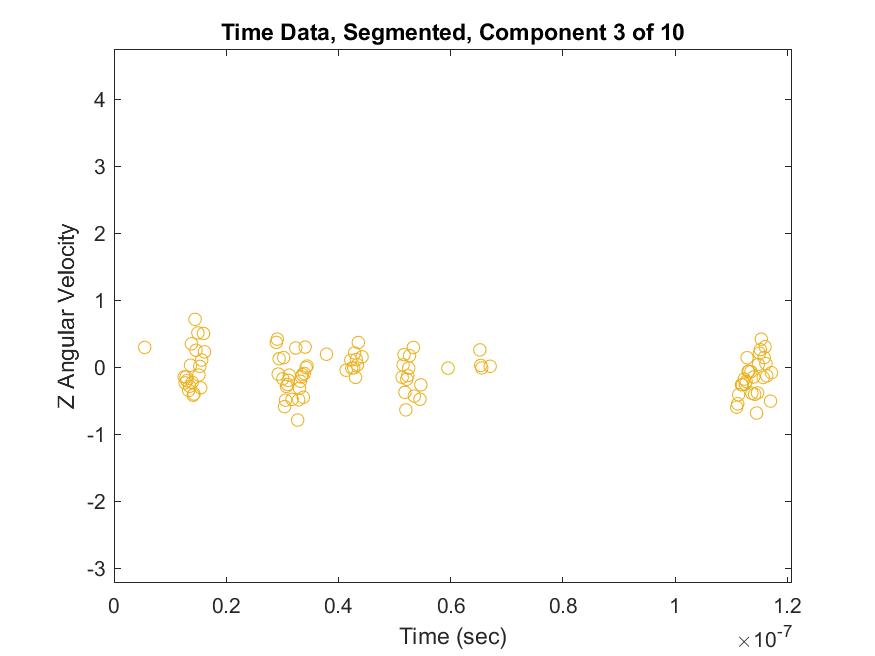 Time Data, Segmented, Component 3 of 10
4
3
2
1
0
-1
-2
-3
Z Angular Velocity
0 0.2 0.4 0.6 0.8 1 1.2
Time (sec)
×10-7